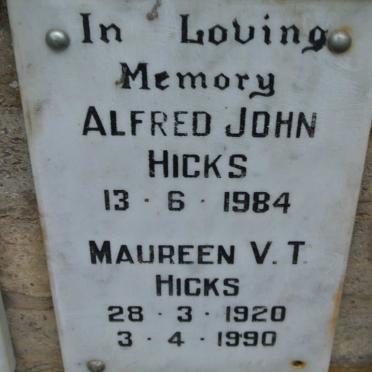 In Loving
Memory
ALFRED JOHN
HICKS
13 · 6 · 1984
MAUREEN V. T.
HICKS
28 · 3 · 1920
3 · 4 · 1990